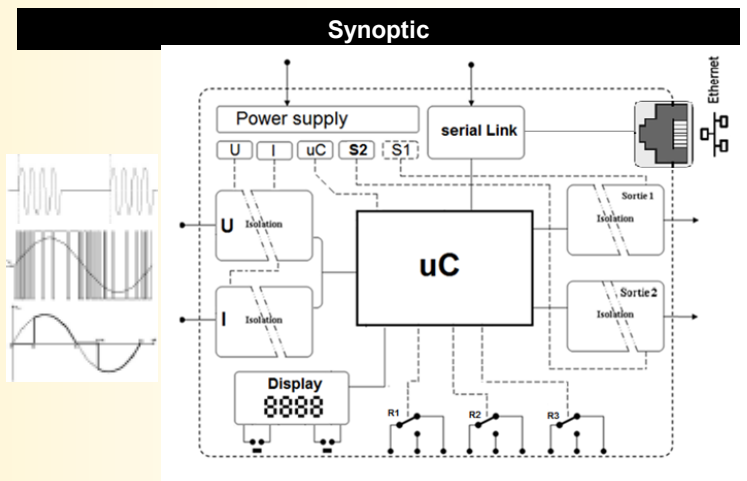 Synoptic
Ethernet
Power supply
serial Link
U I uC S2 S1
U Isolation
Sortie 1
Isolation
uC
I Isolation
Sortie 2
Isolation
Display
8888
R1 R2 R3